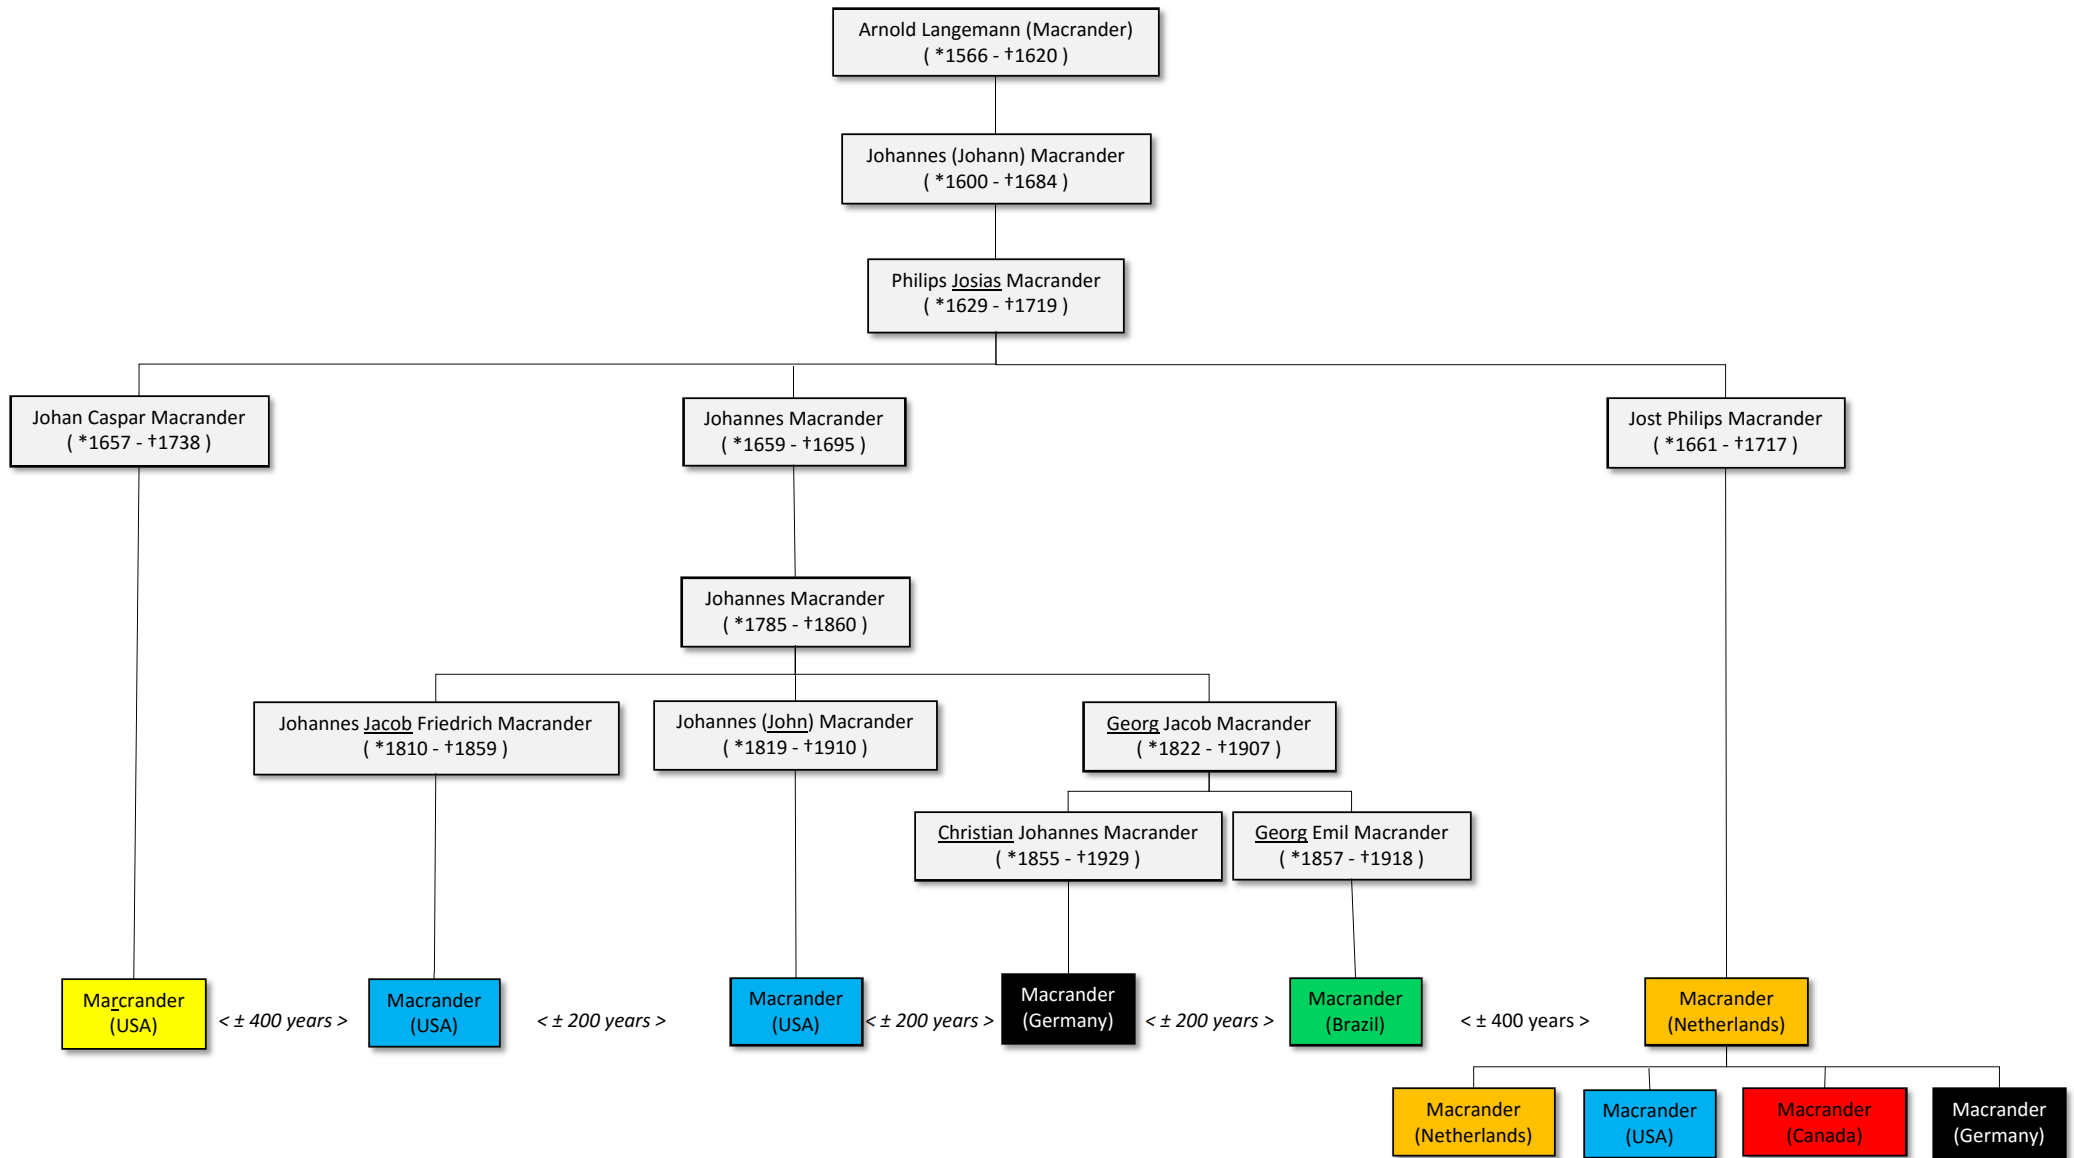 Arnold Langemann (Macrander)
( *1566 - †1620 )
Johannes (Johann) Macrander
( *1600 - †1684 )
Philips Josias Macrander
( *1629 - †1719 )
Johan Caspar Macrander
( *1657 - †1738 )
Johannes Macrander
( *1659 - †1695 )
Jost Philips Macrander
( *1661 - †1717 )
Johannes Macrander
( *1785 - †1860 )
Johannes Jacob Friedrich Macrander
( *1810 - †1859 )
Johannes (John) Macrander
( *1819 - †1910 )
Georg Jacob Macrander
( *1822 - †1907 )
Christian Johannes Macrander
( *1855 - †1929 )
Georg Emil Macrander
( *1857 - †1918 )
Marcrander
(USA)
< ± 400 years >
Macrander
(USA)
< ± 200 years >
Macrander
(USA)
< ± 200 years >
Macrander
(Germany)
< ± 200 years >
Macrander
(Brazil)
< ± 400 years >
Macrander
(Netherlands)
Macrander
(Netherlands)
Macrander
(USA)
Macrander
(Canada)
Macrander
(Germany)